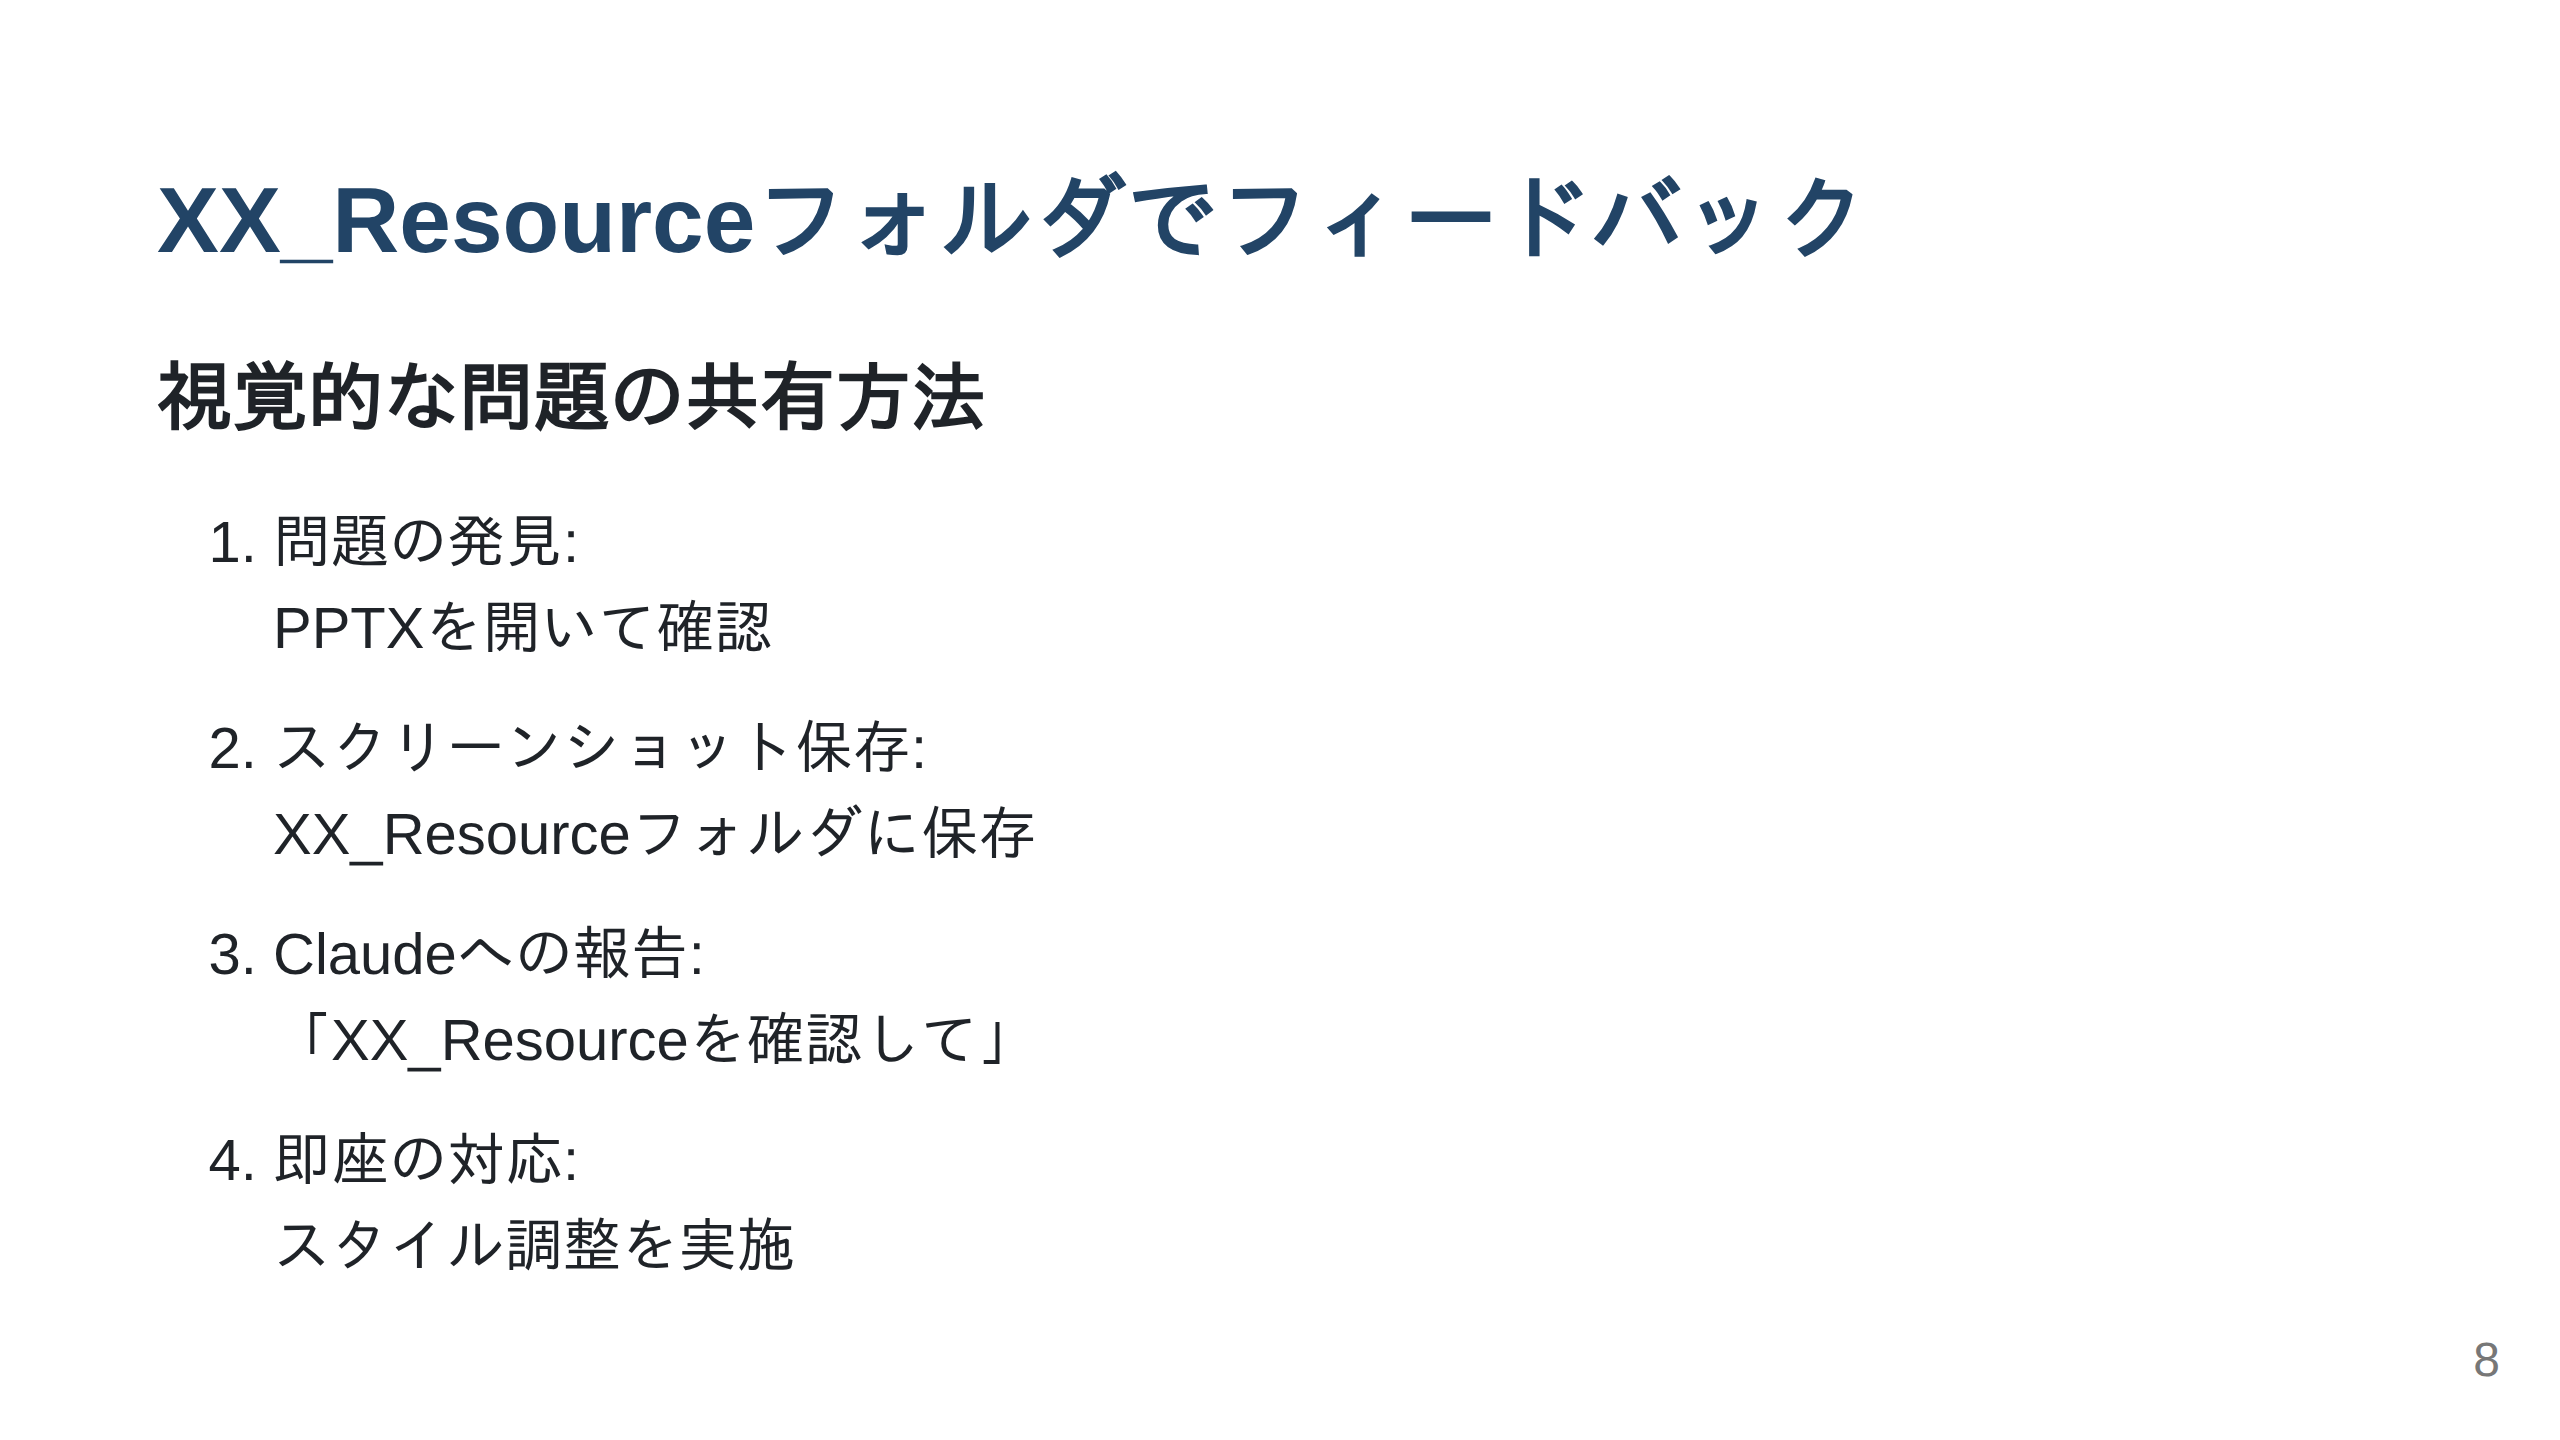 XX_Resourceフォルダでフィードバック
視覚的な問題の共有方法
1. 問題の発見:
PPTXを開いて確認
2. スクリーンショット保存:
XX_Resourceフォルダに保存
3. Claudeへの報告:
「XX_Resourceを確認して」
4. 即座の対応:
スタイル調整を実施
8